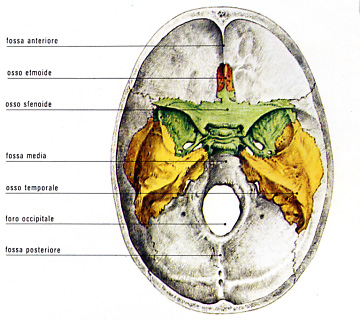 fossa anteriore
osso etmoide
osso sfenoide
fossa media
osso temporale
foro occipitale
fossa posteriore